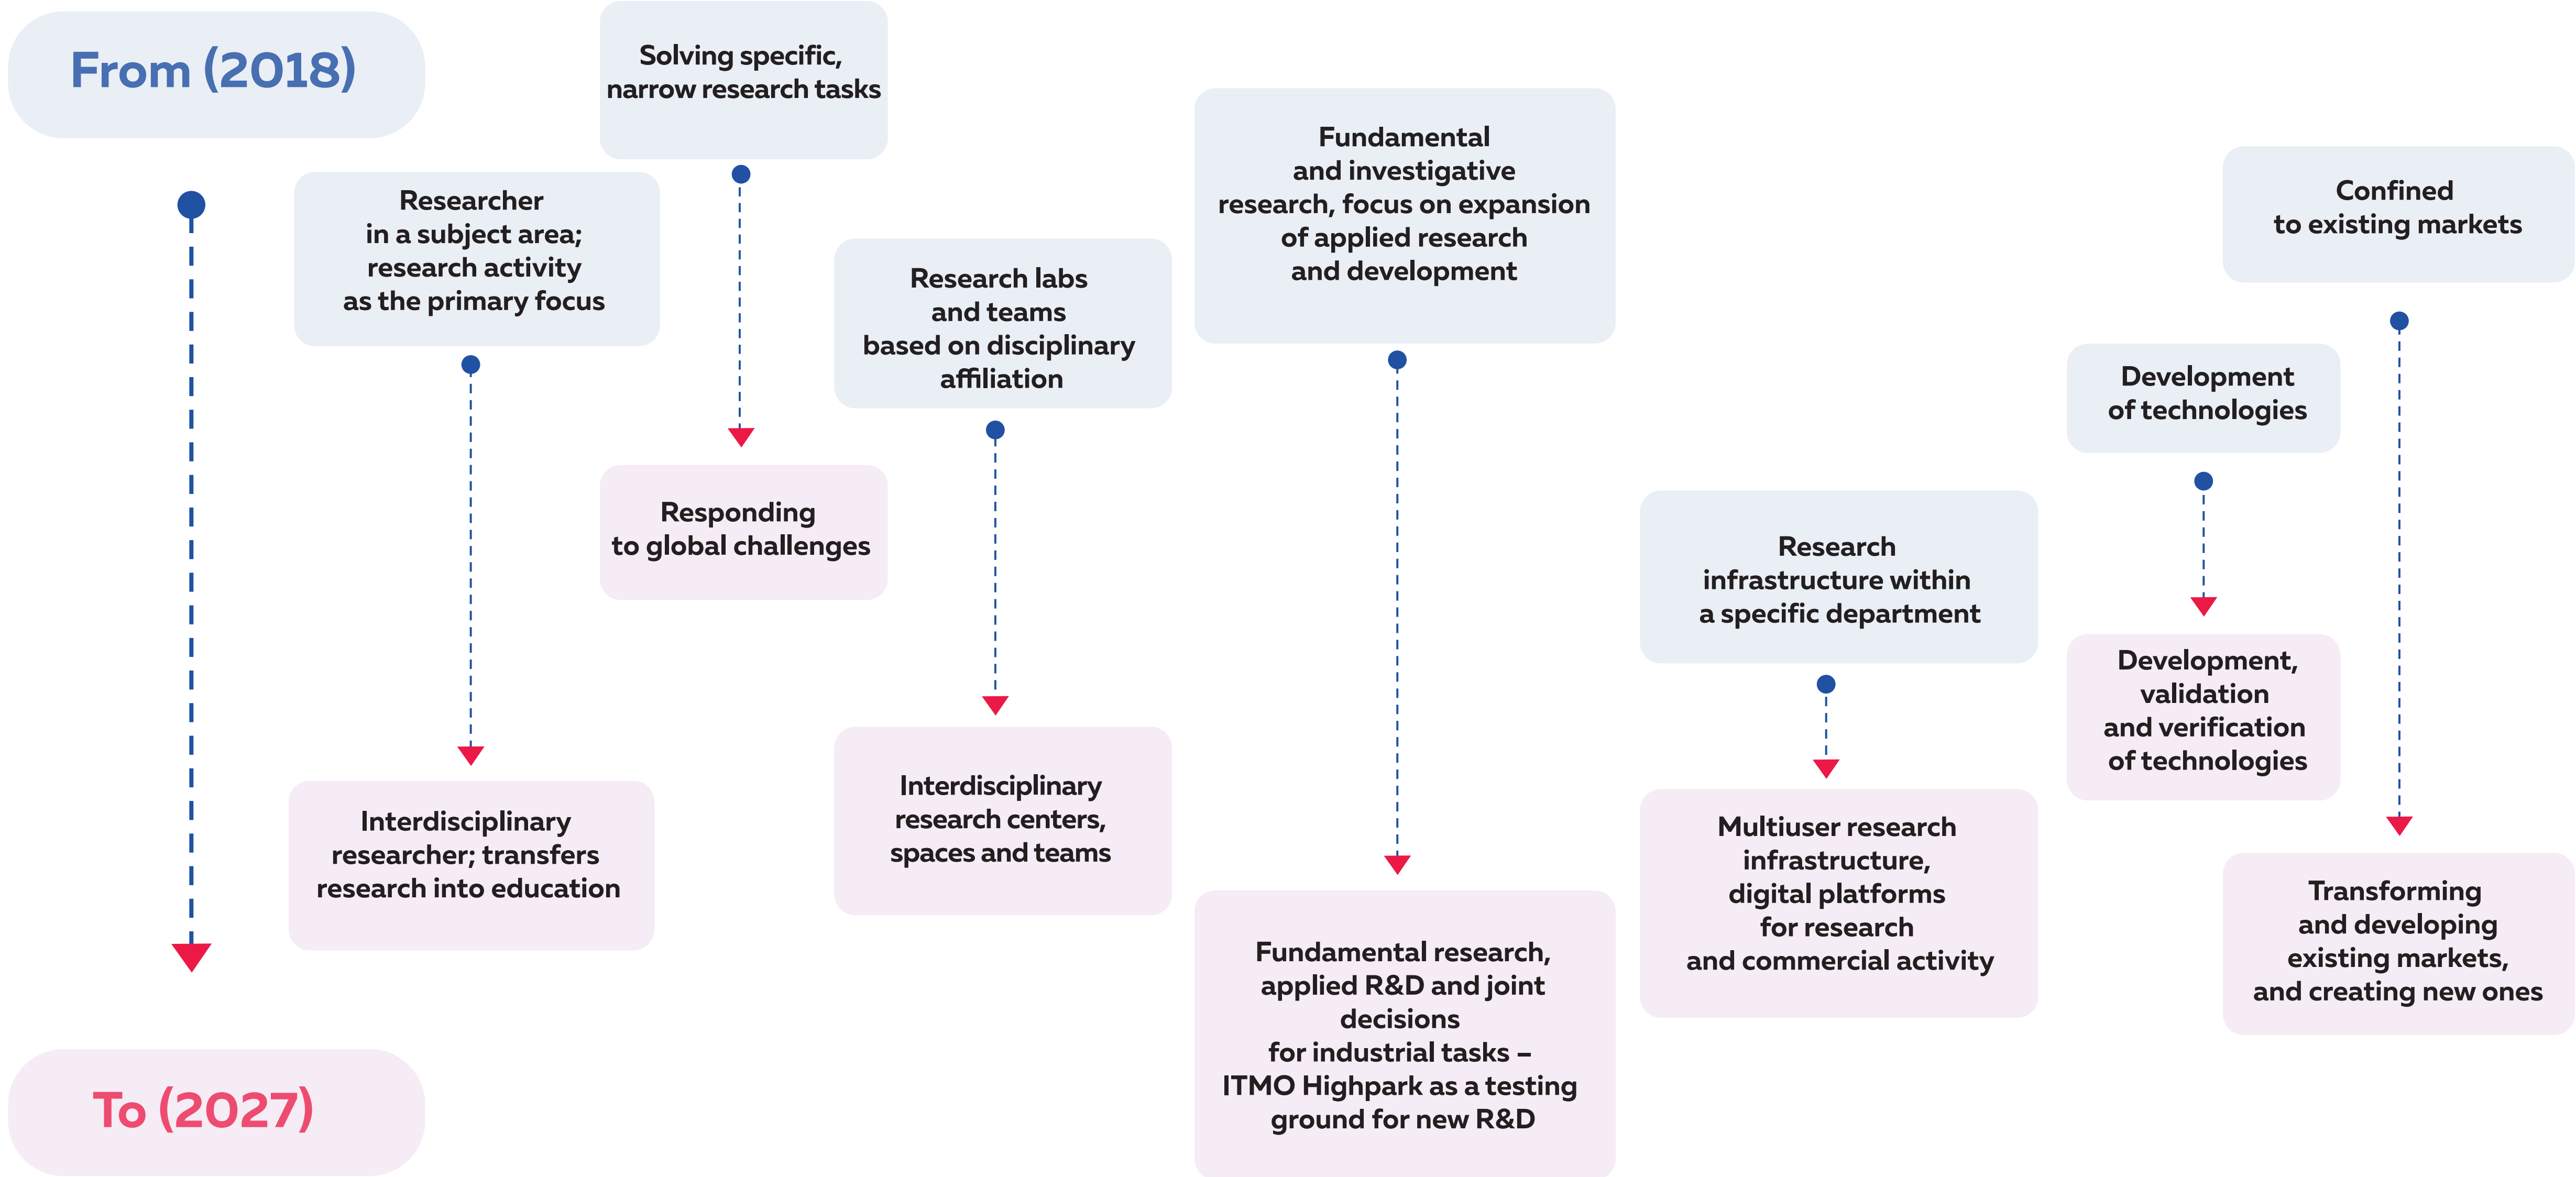 From (2018)
Researcher
in a subject area;
research activity
as the primary focus
Interdisciplinary
researcher; transfers
research into education
Solving specific,
narrow research tasks
Responding
to global challenges
Research labs
and teams
based on disciplinary
affiliation
Interdisciplinary
research centers,
spaces and teams
Fundamental
and investigative
research, focus on expansion
of applied research
and development
Fundamental research,
applied R&D and joint
decisions
for industrial tasks –
ITMO Highpark as a testing
ground for new R&D
Research
infrastructure within
a specific department
Multiuser research
infrastructure,
digital platforms
for research
and commercial activity
Development
of technologies
Development,
validation
and verification
of technologies
Confined
to existing markets
Transforming
and developing
existing markets,
and creating new ones
To (2027)